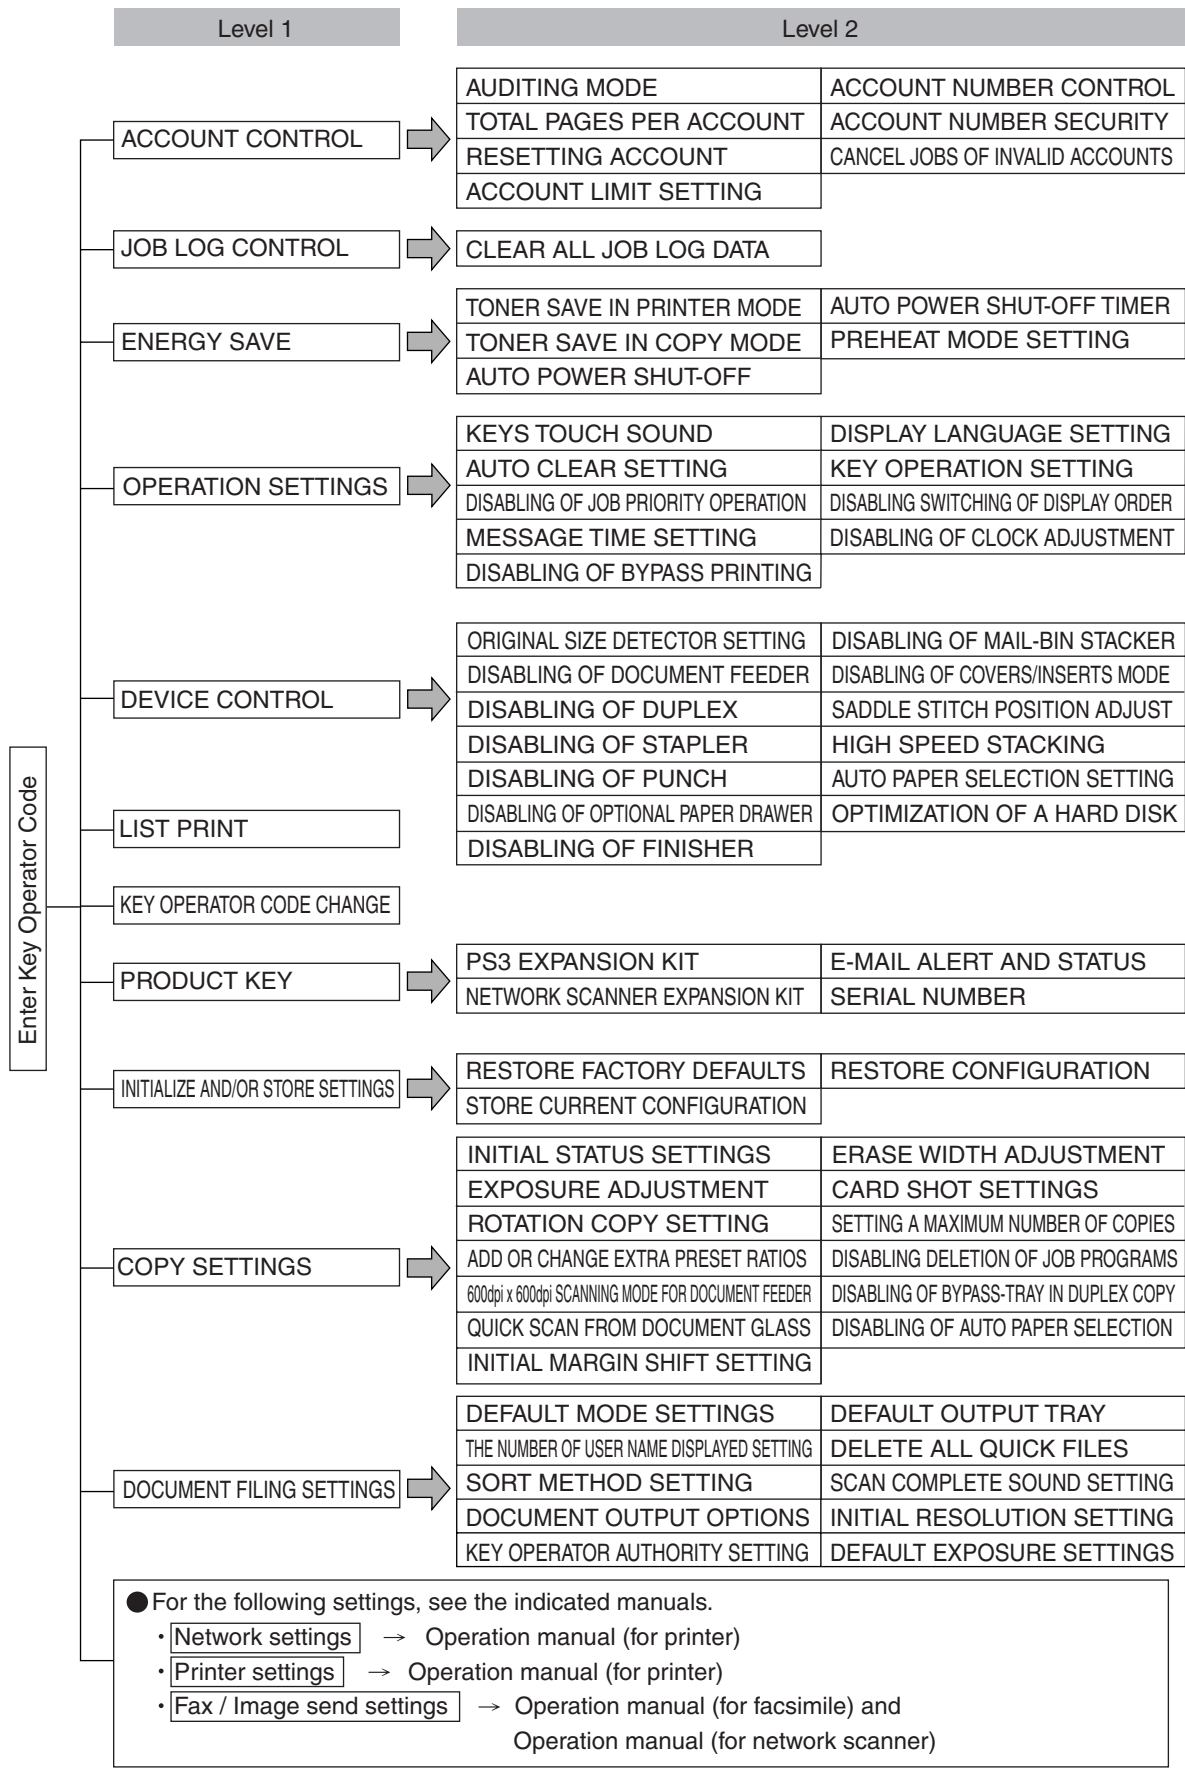 Level 1
Level 2
Enter Key Operator Code
ACCOUNT CONTROL
AUDITING MODE
ACCOUNT NUMBER CONTROL
TOTAL PAGES PER ACCOUNT
ACCOUNT NUMBER SECURITY
RESETTING ACCOUNT
CANCEL JOBS OF INVALID ACCOUNTS
ACCOUNT LIMIT SETTING
JOB LOG CONTROL
CLEAR ALL JOB LOG DATA
ENERGY SAVE
TONER SAVE IN PRINTER MODE
AUTO POWER SHUT-OFF TIMER
TONER SAVE IN COPY MODE
PREHEAT MODE SETTING
AUTO POWER SHUT-OFF
OPERATION SETTINGS
KEYS TOUCH SOUND
DISPLAY LANGUAGE SETTING
AUTO CLEAR SETTING
KEY OPERATION SETTING
DISABLING OF JOB PRIORITY OPERATION
DISABLING SWITCHING OF DISPLAY ORDER
MESSAGE TIME SETTING
DISABLING OF CLOCK ADJUSTMENT
DISABLING OF BYPASS PRINTING
DEVICE CONTROL
ORIGINAL SIZE DETECTOR SETTING
DISABLING OF MAIL-BIN STACKER
DISABLING OF DOCUMENT FEEDER
DISABLING OF COVERS/INSERTS MODE
DISABLING OF DUPLEX
SADDLE STITCH POSITION ADJUST
DISABLING OF STAPLER
HIGH SPEED STACKING
DISABLING OF PUNCH
AUTO PAPER SELECTION SETTING
DISABLING OF OPTIONAL PAPER DRAWER
OPTIMIZATION OF A HARD DISK
DISABLING OF FINISHER
LIST PRINT
KEY OPERATOR CODE CHANGE
PRODUCT KEY
PS3 EXPANSION KIT
E-MAIL ALERT AND STATUS
NETWORK SCANNER EXPANSION KIT
SERIAL NUMBER
INITIALIZE AND/OR STORE SETTINGS
RESTORE FACTORY DEFAULTS
RESTORE CONFIGURATION
STORE CURRENT CONFIGURATION
COPY SETTINGS
INITIAL STATUS SETTINGS
ERASE WIDTH ADJUSTMENT
EXPOSURE ADJUSTMENT
CARD SHOT SETTINGS
ROTATION COPY SETTING
SETTING A MAXIMUM NUMBER OF COPIES
ADD OR CHANGE EXTRA PRESET RATIOS
DISABLING DELETION OF JOB PROGRAMS
600dpi x 600dpi SCANNING MODE FOR DOCUMENT FEEDER
DISABLING OF BYPASS-TRAY IN DUPLEX COPY
QUICK SCAN FROM DOCUMENT GLASS
DISABLING OF AUTO PAPER SELECTION
INITIAL MARGIN SHIFT SETTING
DOCUMENT FILING SETTINGS
DEFAULT MODE SETTINGS
DEFAULT OUTPUT TRAY
THE NUMBER OF USER NAME DISPLAYED SETTING
DELETE ALL QUICK FILES
SORT METHOD SETTING
SCAN COMPLETE SOUND SETTING
DOCUMENT OUTPUT OPTIONS
INITIAL RESOLUTION SETTING
KEY OPERATOR AUTHORITY SETTING
DEFAULT EXPOSURE SETTINGS
●For the following settings, see the indicated manuals.
・Network settings → Operation manual (for printer)
・Printer settings → Operation manual (for printer)
・Fax / Image send settings → Operation manual (for facsimile) and
Operation manual (for network scanner)